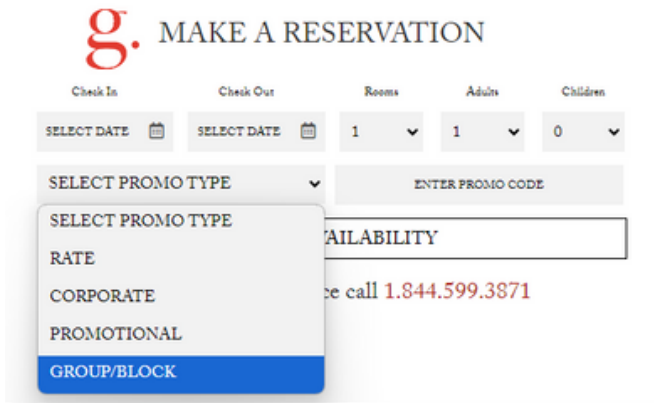 g. MAKE A RESERVATION
Check In Check Out Rooms Adults Children
SELECT DATE SELECT DATE 1 1 0
SELECT PROMO TYPE ENTER PROMO CODE
SELECT PROMO TYPE
AILABILITY
RATE
CORPORATE
call 1.844.599.3871
PROMOTIONAL
GROUP/BLOCK